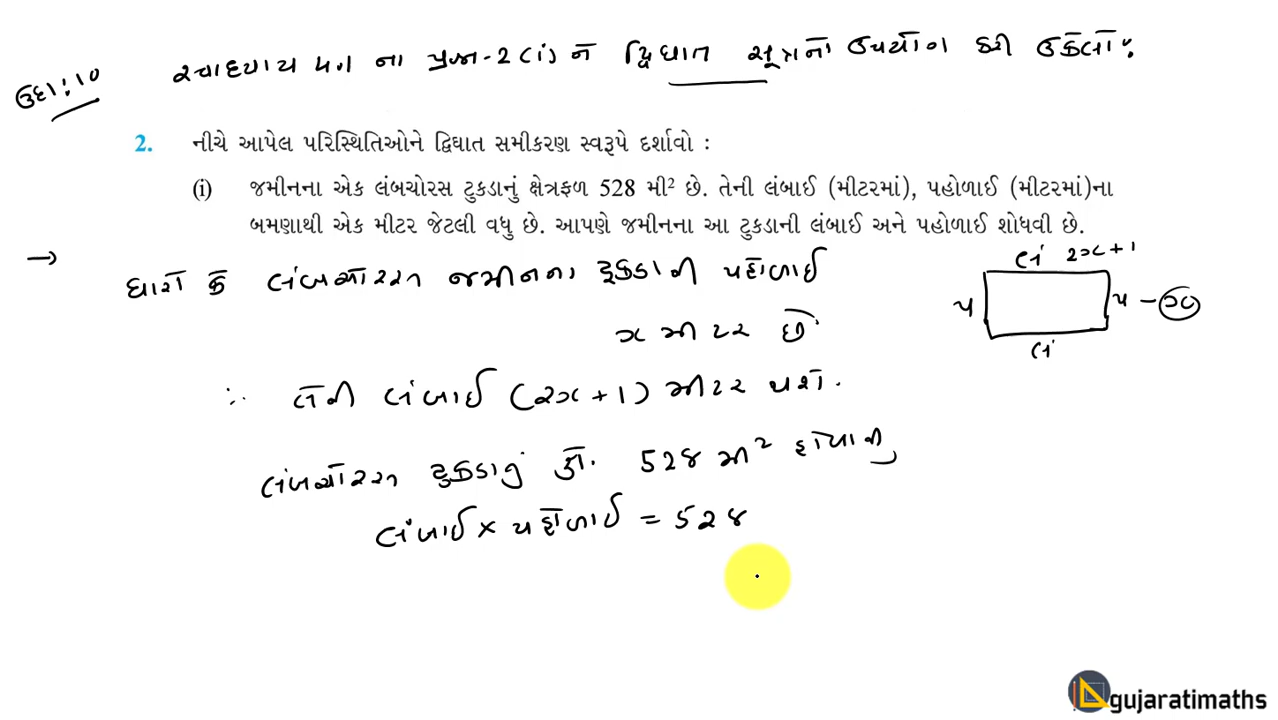 ઉદા:10 સ્વાધ્યાય 4.1 ના પ્રશ્ન-2 (i) ને દ્વિઘાત સૂત્રનો ઉપયોગ કરી ઉકેલો:
2. નીચે આપેલ પરિસ્થિતિઓને દ્વિઘાત સમીકરણ સ્વરૂપે દર્શાવો :
(i) જમીનના એક લંબચોરસ ટુકડાનું ક્ષેત્રફળ 528 મી² છે. તેની લંબાઈ (મીટરમાં), પહોળાઈ (મીટરમાં)ના
બમણાથી એક મીટર જેટલી વધુ છે. આપણે જમીનના આ ટુકડાની લંબાઈ અને પહોળાઈ શોધવી છે.
→ ધારો કે લંબચોરસ જમીનના ટુકડાની પહોળાઈ
x મીટર છે
∴ તેની લંબાઈ (2x + 1) મીટર થશે.
લંબચોરસ ટુકડાનું ક્ષે. 528 મી² હોવાનું
લંબાઈ × પહોળાઈ = 528
લં 2x + 1
પ
પ - x
લં
gujaratimaths